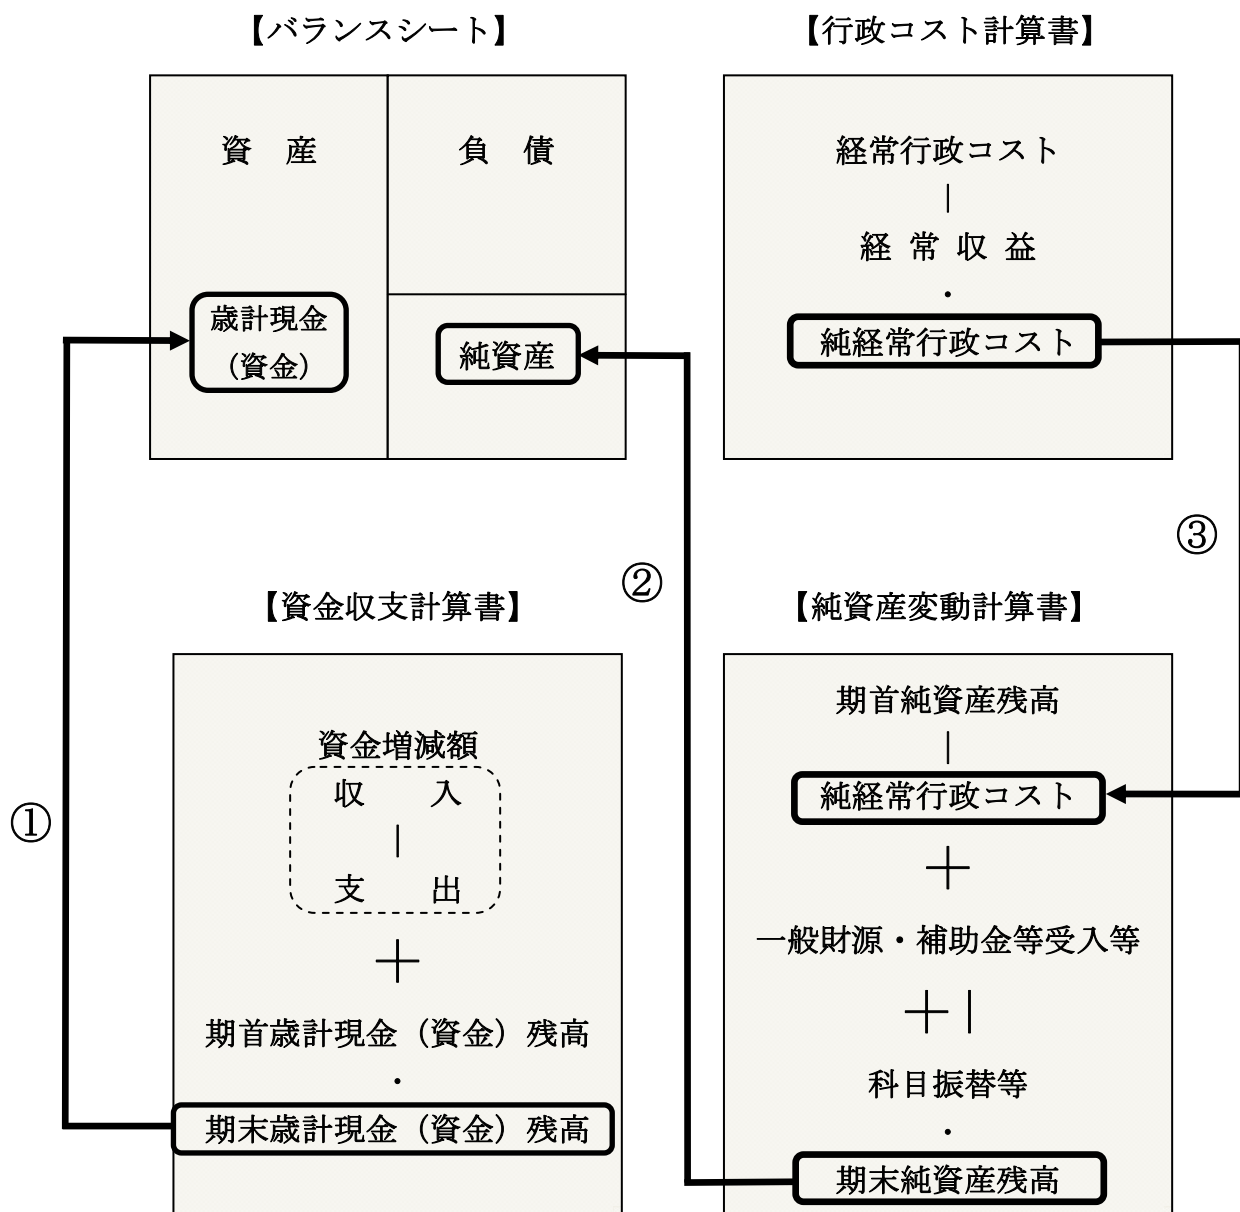 【バランスシート】
資　産
負　債
歳計現金
（資金）
純資産
【行政コスト計算書】
経常行政コスト
｜
経 常 収 益
・
純経常行政コスト
①
②
③
【資金収支計算書】
資金増減額
収　　入
｜
支　　出
＋
期首歳計現金（資金）残高
・
期末歳計現金（資金）残高
【純資産変動計算書】
期首純資産残高
｜
純経常行政コスト
＋
一般財源・補助金等受入等
＋｜
科目振替等
・
期末純資産残高